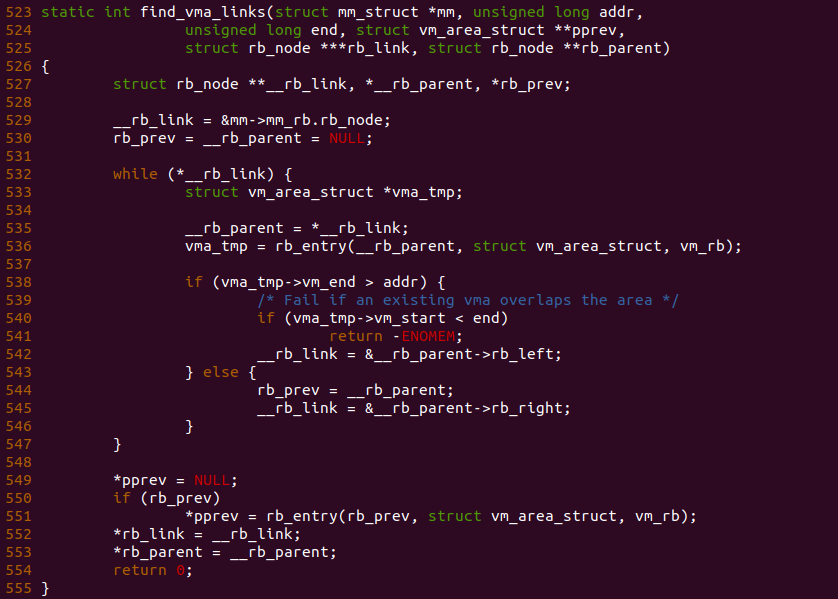 523 static int find_vma_links(struct mm_struct *mm, unsigned long addr,
524                 unsigned long end, struct vm_area_struct **pprev,
525                 struct rb_node ***rb_link, struct rb_node **rb_parent)
526 {
527         struct rb_node **__rb_link, *__rb_parent, *rb_prev;
528
529         __rb_link = &mm->mm_rb.rb_node;
530         rb_prev = __rb_parent = NULL;
531
532         while (*__rb_link) {
533                 struct vm_area_struct *vma_tmp;
534
535                 __rb_parent = *__rb_link;
536                 vma_tmp = rb_entry(__rb_parent, struct vm_area_struct, vm_rb);
537
538                 if (vma_tmp->vm_end > addr) {
539                         /* Fail if an existing vma overlaps the area */
540                         if (vma_tmp->vm_start < end)
541                                 return -ENOMEM;
542                         __rb_link = &__rb_parent->rb_left;
543                 } else {
544                         rb_prev = __rb_parent;
545                         __rb_link = &__rb_parent->rb_right;
546                 }
547         }
548
549         *pprev = NULL;
550         if (rb_prev)
551                 *pprev = rb_entry(rb_prev, struct vm_area_struct, vm_rb);
552         *rb_link = __rb_link;
553         *rb_parent = __rb_parent;
554         return 0;
555 }